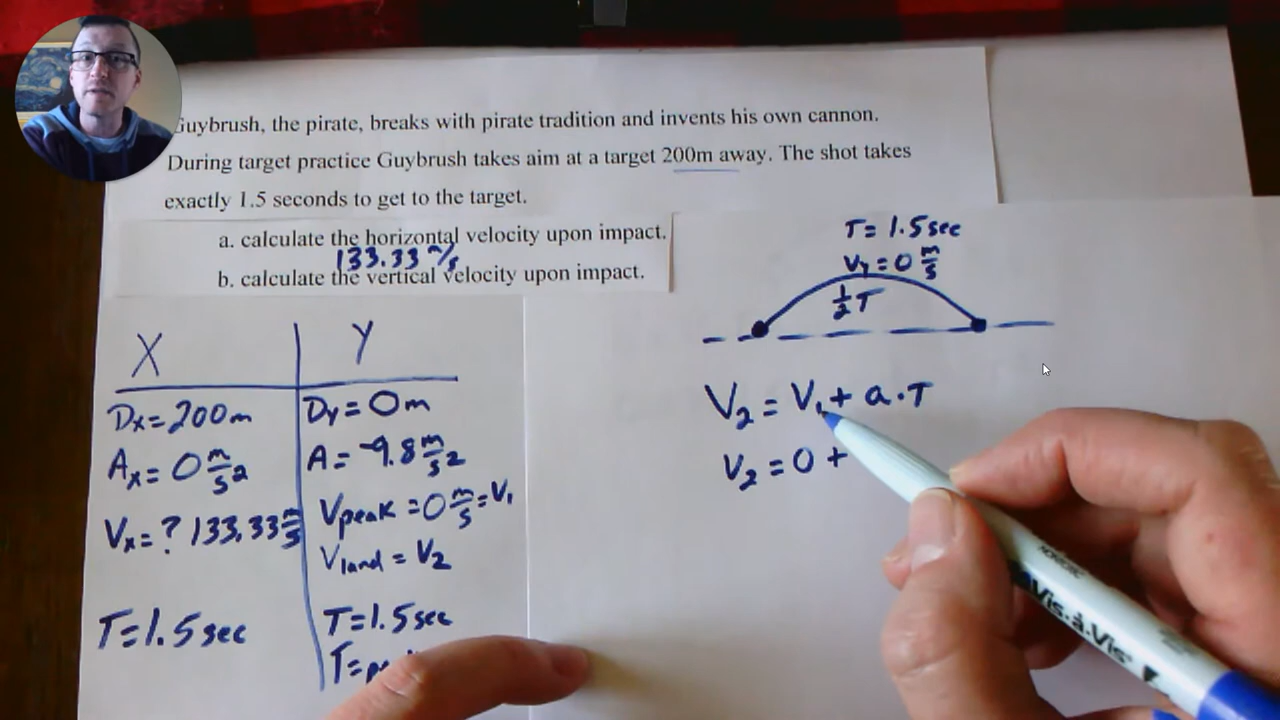 Guybrush, the pirate, breaks with pirate tradition and invents his own cannon.
During target practice Guybrush takes aim at a target 200m away. The shot takes
exactly 1.5 seconds to get to the target.
a. calculate the horizontal velocity upon impact.
133.33 m/s
b. calculate the vertical velocity upon impact.
X
Dx = 200m
Ax = 0 m/s2
Vx = ? 133.33 m/s
T = 1.5 sec
Y
Dy = 0m
A = -9.8 m/s2
Vpeak = 0 m/s = V1
Vland = V2
T = 1.5 sec
T=
T = 1.5 sec
Vy = 0 m/s
1/2 T
V2 = V1 + a·T
V2 = 0 +
Vis-à-Vis